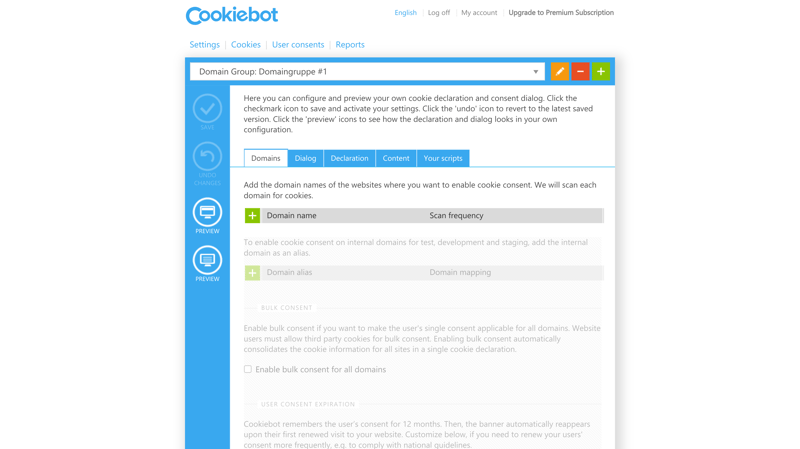 Cookiebot
English
Log off
My account
Upgrade to Premium Subscription
Settings
Cookies
User consents
Reports
Domain Group: Domaingruppe #1
Here you can configure and preview your own cookie declaration and consent dialog. Click the
checkmark icon to save and activate your settings. Click the 'undo' icon to revert to the latest saved
version. Click the 'preview' icons to see how the declaration and dialog looks in your own
configuration.
SAVE
UNDO
CHANGES
PREVIEW
PREVIEW
Domains
Dialog
Declaration
Content
Your scripts
Add the domain names of the websites where you want to enable cookie consent. We will scan each
domain for cookies.
Domain name
Scan frequency
To enable cookie consent on internal domains for test, development and staging, add the internal
domain as an alias.
Domain alias
Domain mapping
BULK CONSENT
Enable bulk consent if you want to make the user's single consent applicable for all domains. Website
users must allow third party cookies for bulk consent. Enabling bulk consent automatically
consolidates the cookie information for all sites in a single cookie declaration.
Enable bulk consent for all domains
USER CONSENT EXPIRATION
Cookiebot remembers the user's consent for 12 months. Then, the banner automatically reappears
upon their first renewed visit to your website. Customize below, if you need to renew your users'
consent more frequently, e.g. to comply with national guidelines.